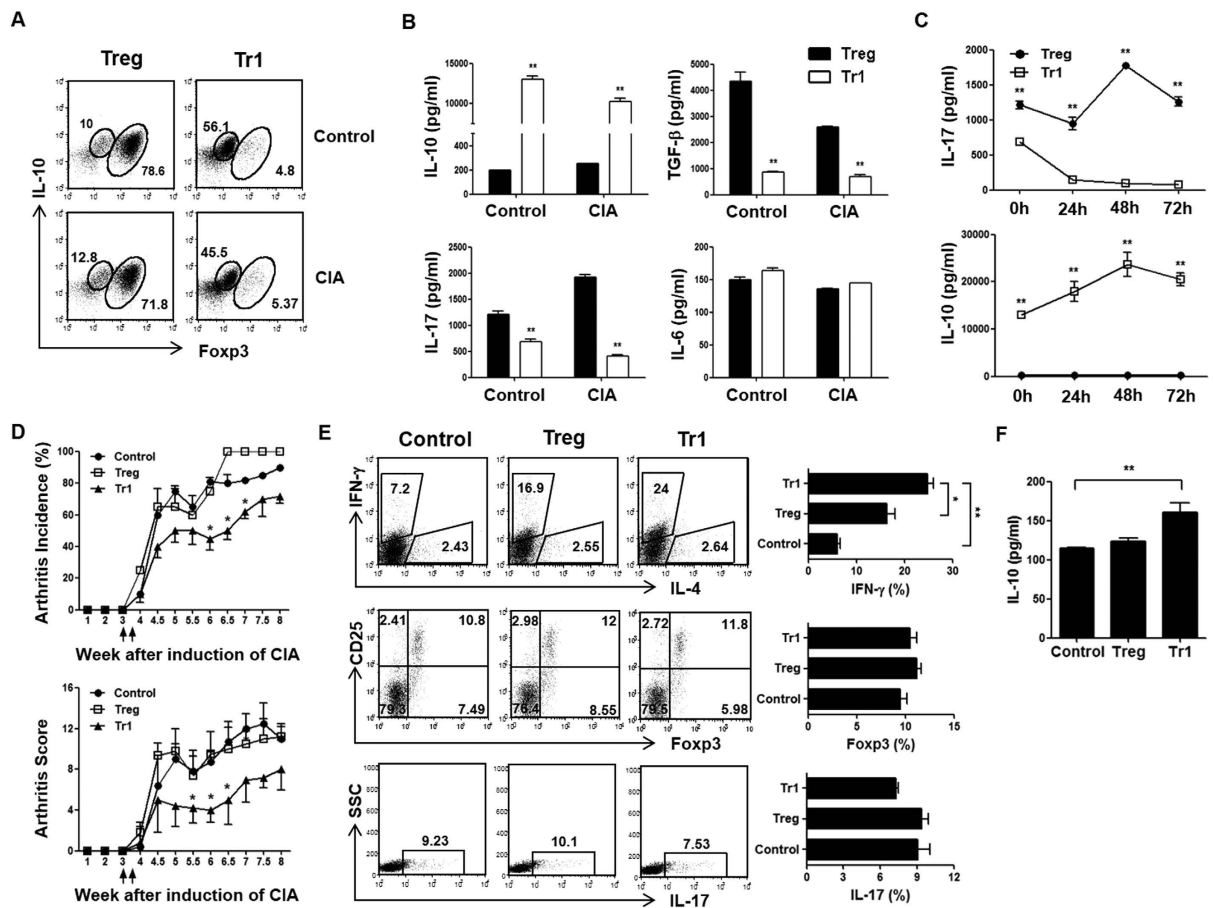 A
Treg Tr1
10
78.6
56.1
4.8
Control
12.8
71.8
45.5
5.37
CIA
IL-10
Foxp3
B
Treg
Tr1
IL-10 (pg/ml)
15000
10000
400
200
0
Control CIA
TGF-β (pg/ml)
5000
4000
3000
2000
1000
0
Control CIA
IL-17 (pg/ml)
2500
2000
1500
1000
500
0
Control CIA
IL-6 (pg/ml)
200
150
100
50
0
Control CIA
** ** ** ** ** **
C
Treg
Tr1
IL-17 (pg/ml)
2000
1500
1000
500
0
** ** ** **
0h 24h 48h 72h
IL-10 (pg/ml)
30000
20000
10000
0
** ** ** **
0h 24h 48h 72h
D
Control
Treg
Tr1
Arthritis Incidence (%)
100
80
60
40
20
0
* * *
1 2 3 4 4.5 5 5.5 6 6.5 7 7.5 8
Week after induction of CIA
Control
Treg
Tr1
Arthritis Score
16
12
8
4
0
* * *
1 2 3 4 4.5 5 5.5 6 6.5 7 7.5 8
Week after induction of CIA
E
Control Treg Tr1
IFN-γ
7.2 16.9 24
2.43 2.55 2.64
IL-4
Tr1
Treg
Control
* **
0 10 20 30
IFN-γ (%)
CD25
2.41 10.8 2.98 12 2.72 11.8
79.3 7.49 76.4 8.55 79.5 5.98
Foxp3
Tr1
Treg
Control
0 5 10 15
Foxp3 (%)
SSC
1000
800
600
400
200
0
9.23 10.1 7.53
IL-17
Tr1
Treg
Control
0 3 6 9 12
IL-17 (%)
F
**
IL-10 (pg/ml)
200
150
100
50
0
Control Treg Tr1